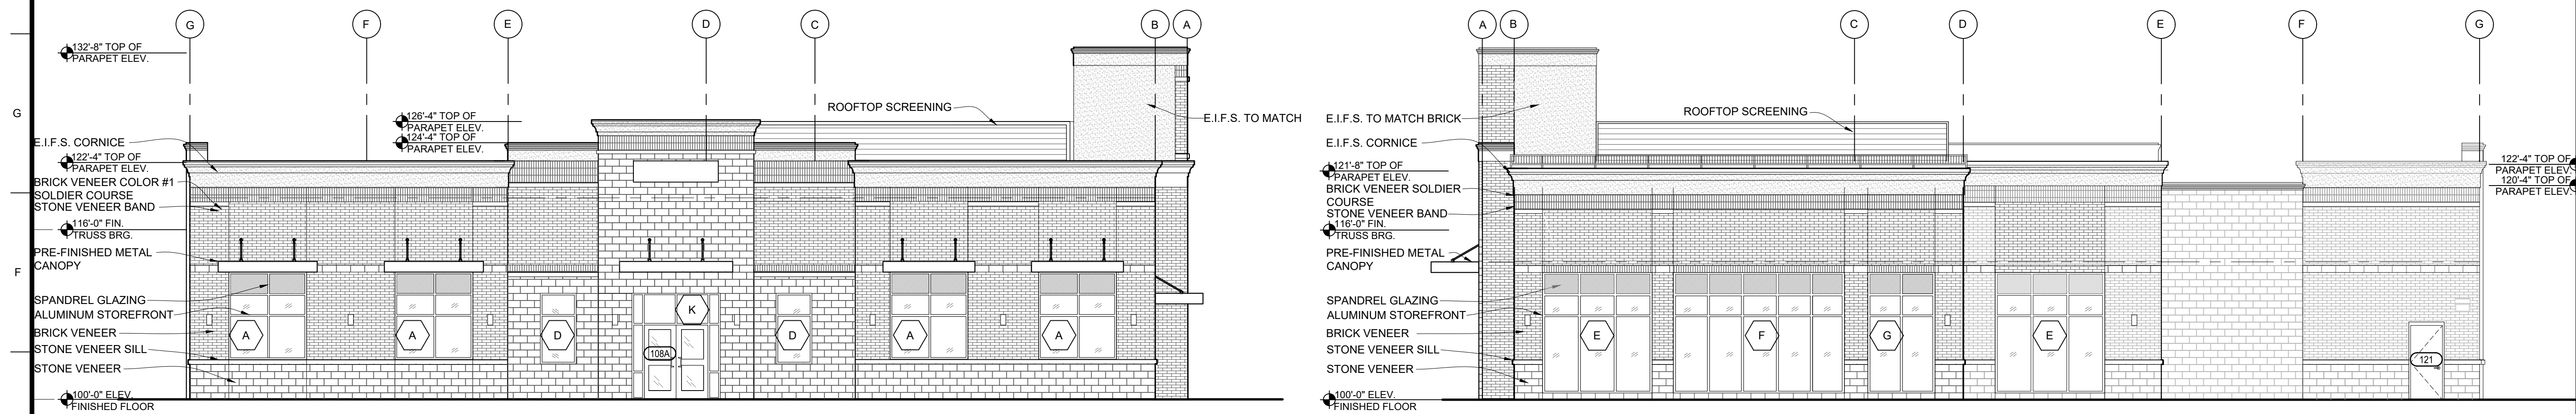 G
F
E
D
C
B
A
132'-8" TOP OF
PARAPET ELEV.
126'-4" TOP OF
PARAPET ELEV.
124'-4" TOP OF
PARAPET ELEV.
ROOFTOP SCREENING
E.I.F.S. TO MATCH
G
E.I.F.S. CORNICE
122'-4" TOP OF
PARAPET ELEV.
BRICK VENEER COLOR #1
SOLDIER COURSE
STONE VENEER BAND
116'-0" FIN.
TRUSS BRG.
PRE-FINISHED METAL
CANOPY
F
SPANDREL GLAZING
ALUMINUM STOREFRONT
BRICK VENEER
STONE VENEER SILL
STONE VENEER
100'-0" ELEV.
FINISHED FLOOR
A
A
D
K
108A
D
A
A
A
B
C
D
E
F
G
E.I.F.S. TO MATCH BRICK
ROOFTOP SCREENING
E.I.F.S. CORNICE
121'-8" TOP OF
PARAPET ELEV.
BRICK VENEER SOLDIER
COURSE
STONE VENEER BAND
116'-0" FIN.
TRUSS BRG.
PRE-FINISHED METAL
CANOPY
SPANDREL GLAZING
ALUMINUM STOREFRONT
BRICK VENEER
STONE VENEER SILL
STONE VENEER
100'-0" ELEV.
FINISHED FLOOR
E
F
G
E
121
122'-4" TOP OF
PARAPET ELEV.
120'-4" TOP OF
PARAPET ELEV.